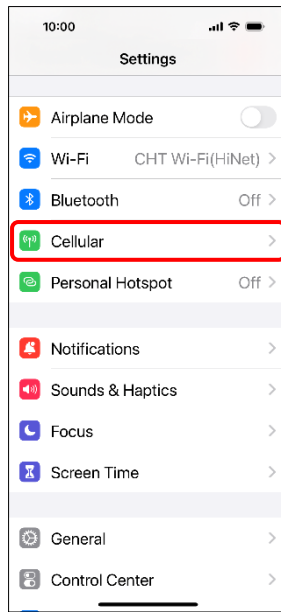 10:00
Settings
Airplane Mode
Wi-Fi CHT Wi-Fi(HiNet)
Bluetooth Off
Cellular
Personal Hotspot Off
Notifications
Sounds & Haptics
Focus
Screen Time
General
Control Center